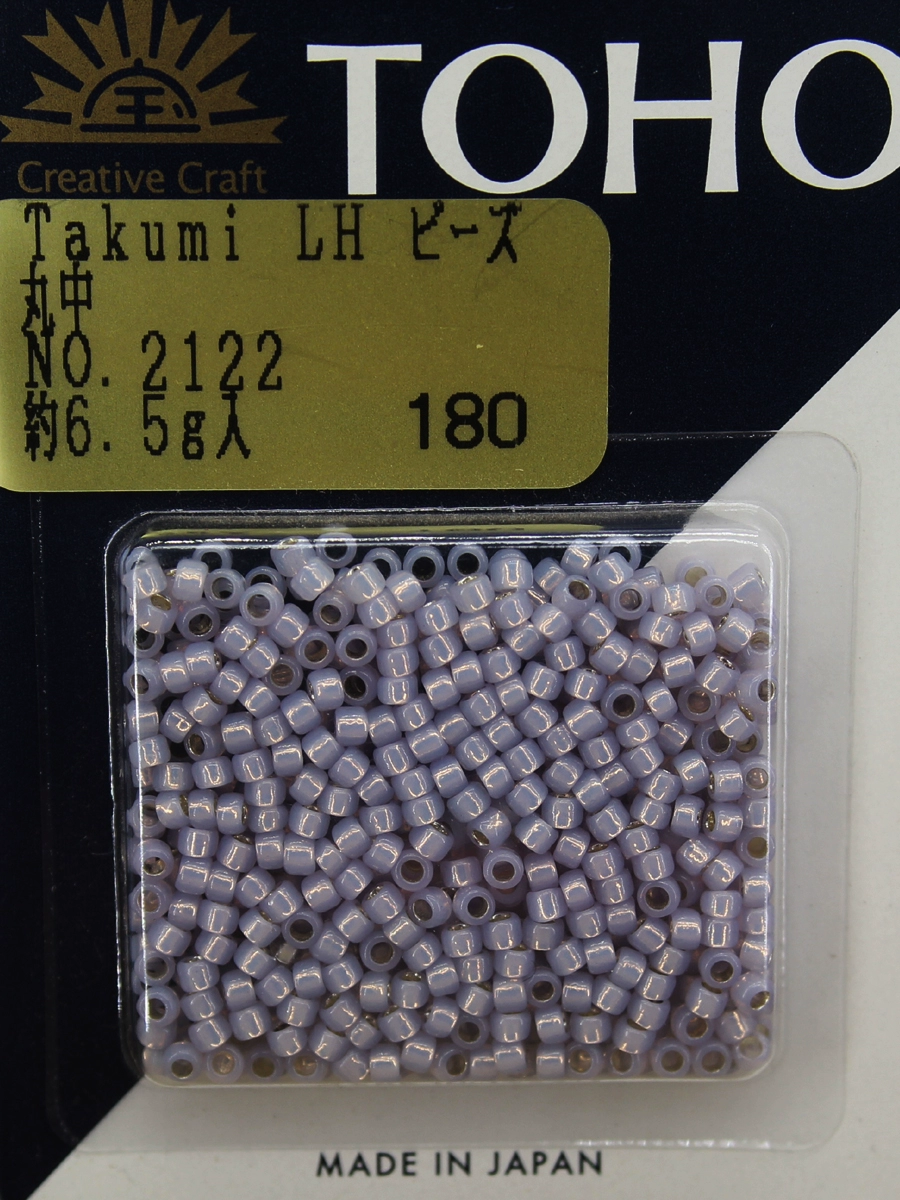 TOHO
玉
Creative Craft
Takumi LH ビーズ
丸中
NO. 2122
約6. 5g入 180
MADE IN JAPAN